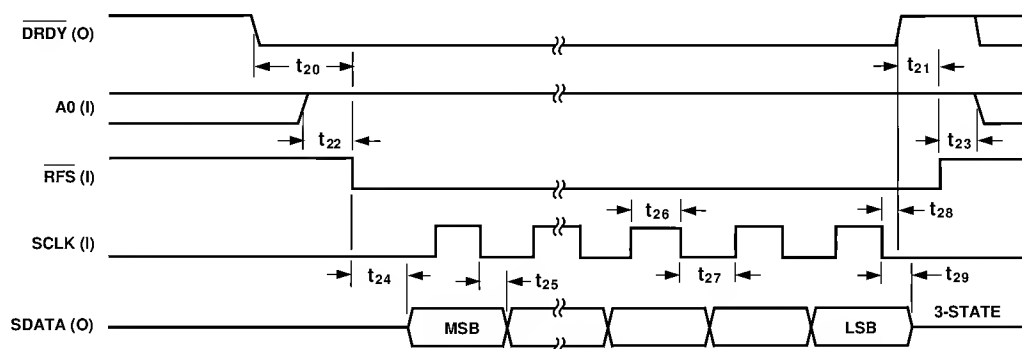 DRDY (O)
t20
t21
A0 (I)
t22
t23
RFS (I)
t26
t28
SCLK (I)
t24
t25
t27
t29
SDATA (O)
MSB
LSB
3-STATE